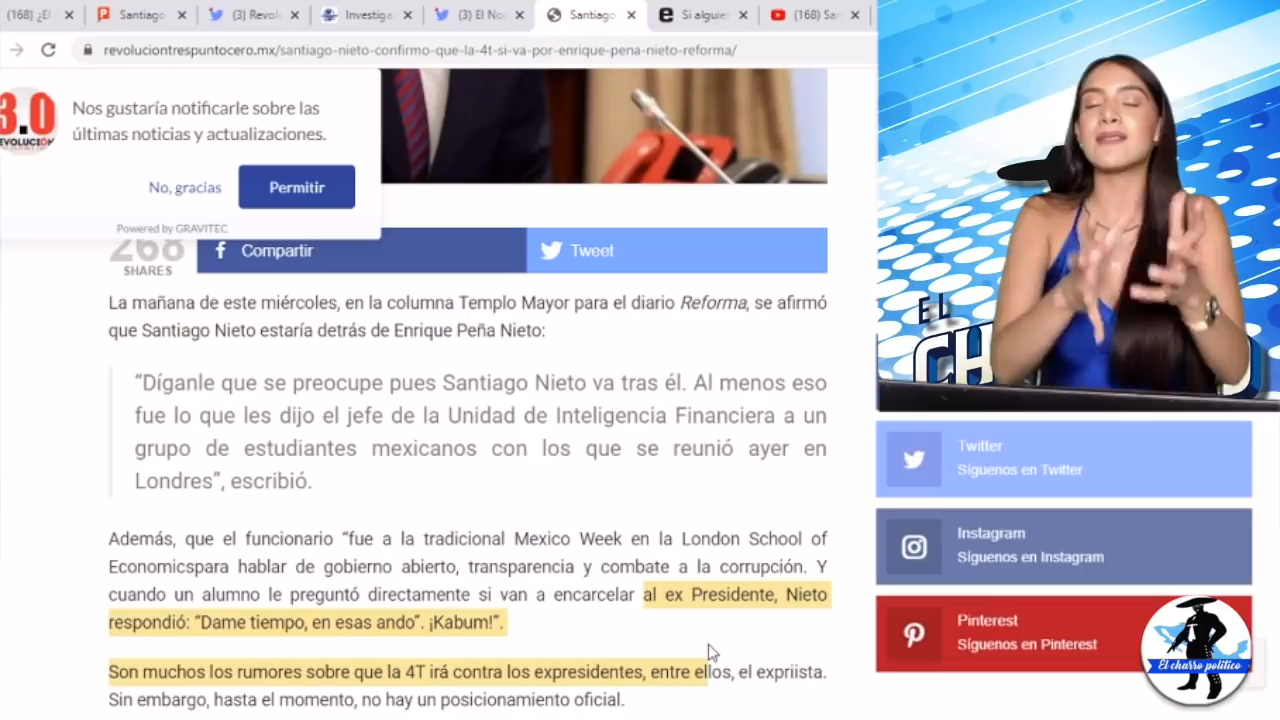 (168) ¿El
Santiago
(3) Revol
Investiga
(3) El No
Santiago
Si alguien
(168) San
revoluciontrespuntocero.mx/santiago-nieto-confirmo-que-la-4t-si-va-por-enrique-pena-nieto-reforma/
3.0
REVOLUCIÓN
Nos gustaría notificarle sobre las
últimas noticias y actualizaciones.
No, gracias
Permitir
Powered by GRAVITEC
268
SHARES
Compartir
Tweet
La mañana de este miércoles, en la columna Templo Mayor para el diario Reforma, se afirmó
que Santiago Nieto estaría detrás de Enrique Peña Nieto:
“Díganle que se preocupe pues Santiago Nieto va tras él. Al menos eso
fue lo que les dijo el jefe de la Unidad de Inteligencia Financiera a un
grupo de estudiantes mexicanos con los que se reunió ayer en
Londres”, escribió.
Además, que el funcionario “fue a la tradicional Mexico Week en la London School of
Economicspara hablar de gobierno abierto, transparencia y combate a la corrupción. Y
cuando un alumno le preguntó directamente si van a encarcelar al ex Presidente, Nieto
respondió: “Dame tiempo, en esas ando”. ¡Kabum!”.
Son muchos los rumores sobre que la 4T irá contra los expresidentes, entre ellos, el expriista.
Sin embargo, hasta el momento, no hay un posicionamiento oficial.
EL
CH
Twitter
Síguenos en Twitter
Instagram
Síguenos en Instagram
Pinterest
Síguenos en Pinterest
El charro político